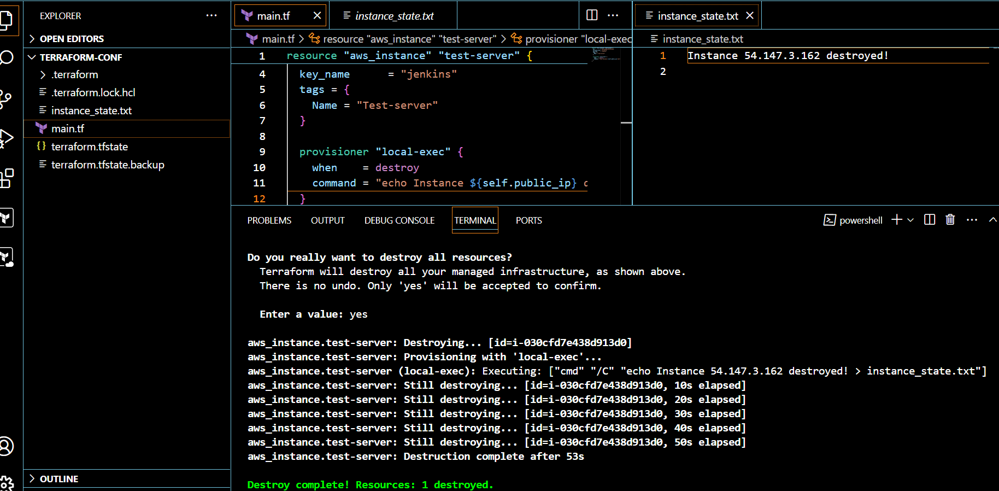 EXPLORER
OPEN EDITORS
TERRAFORM-CONF
.terraform
.terraform.lock.hcl
instance_state.txt
main.tf
terraform.tfstate
terraform.tfstate.backup
OUTLINE
main.tf
instance_state.txt
main.tf > resource "aws_instance" "test-server" > provisioner "local-exec
1 resource "aws_instance" "test-server" {
4 key_name = "jenkins"
5 tags = {
6 Name = "Test-server"
7 }
8
9 provisioner "local-exec" {
10 when = destroy
11 command = "echo Instance ${self.public_ip}
12 }
instance_state.txt
instance_state.txt
1 Instance 54.147.3.162 destroyed!
2
PROBLEMS OUTPUT DEBUG CONSOLE TERMINAL PORTS
powershell
Do you really want to destroy all resources?
Terraform will destroy all your managed infrastructure, as shown above.
There is no undo. Only 'yes' will be accepted to confirm.
Enter a value: yes
aws_instance.test-server: Destroying... [id=i-030cfd7e438d913d0]
aws_instance.test-server: Provisioning with 'local-exec'...
aws_instance.test-server (local-exec): Executing: ["cmd" "/C" "echo Instance 54.147.3.162 destroyed! > instance_state.txt"]
aws_instance.test-server: Still destroying... [id=i-030cfd7e438d913d0, 10s elapsed]
aws_instance.test-server: Still destroying... [id=i-030cfd7e438d913d0, 20s elapsed]
aws_instance.test-server: Still destroying... [id=i-030cfd7e438d913d0, 30s elapsed]
aws_instance.test-server: Still destroying... [id=i-030cfd7e438d913d0, 40s elapsed]
aws_instance.test-server: Still destroying... [id=i-030cfd7e438d913d0, 50s elapsed]
aws_instance.test-server: Destruction complete after 53s
Destroy complete! Resources: 1 destroyed.